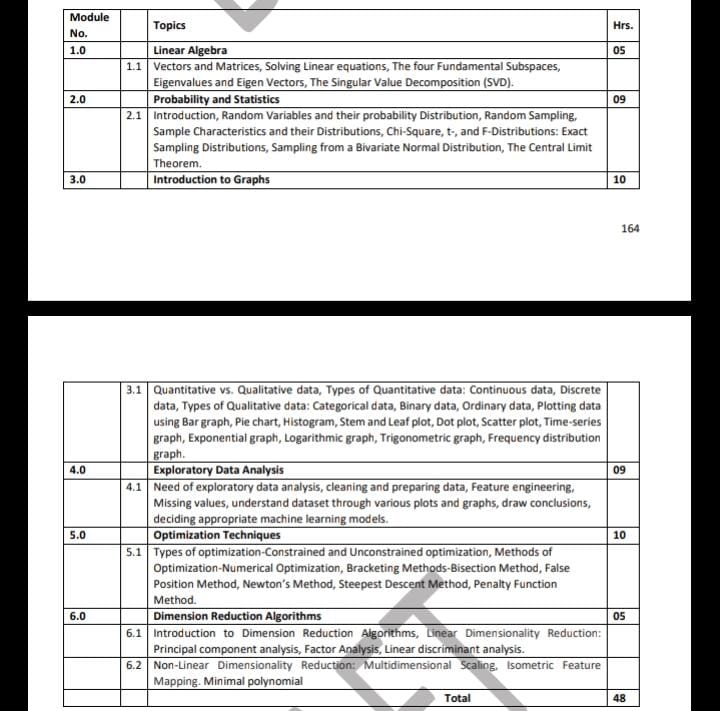 Module No. Topics Hrs.
1.0 Linear Algebra 05
1.1 Vectors and Matrices, Solving Linear equations, The four Fundamental Subspaces,
Eigenvalues and Eigen Vectors, The Singular Value Decomposition (SVD).
2.0 Probability and Statistics 09
2.1 Introduction, Random Variables and their probability Distribution, Random Sampling,
Sample Characteristics and their Distributions, Chi-Square, t-, and F-Distributions: Exact
Sampling Distributions, Sampling from a Bivariate Normal Distribution, The Central Limit
Theorem.
3.0 Introduction to Graphs 10
164
3.1 Quantitative vs. Qualitative data, Types of Quantitative data: Continuous data, Discrete
data, Types of Qualitative data: Categorical data, Binary data, Ordinary data, Plotting data
using Bar graph, Pie chart, Histogram, Stem and Leaf plot, Dot plot, Scatter plot, Time-series
graph, Exponential graph, Logarithmic graph, Trigonometric graph, Frequency distribution
graph.
4.0 Exploratory Data Analysis 09
4.1 Need of exploratory data analysis, cleaning and preparing data, Feature engineering,
Missing values, understand dataset through various plots and graphs, draw conclusions,
deciding appropriate machine learning models.
5.0 Optimization Techniques 10
5.1 Types of optimization-Constrained and Unconstrained optimization, Methods of
Optimization-Numerical Optimization, Bracketing Methods-Bisection Method, False
Position Method, Newton's Method, Steepest Descent Method, Penalty Function
Method.
6.0 Dimension Reduction Algorithms 05
6.1 Introduction to Dimension Reduction Algorithms, Linear Dimensionality Reduction:
Principal component analysis, Factor Analysis, Linear discriminant analysis.
6.2 Non-Linear Dimensionality Reduction: Multidimensional Scaling, Isometric Feature
Mapping. Minimal polynomial
Total 48